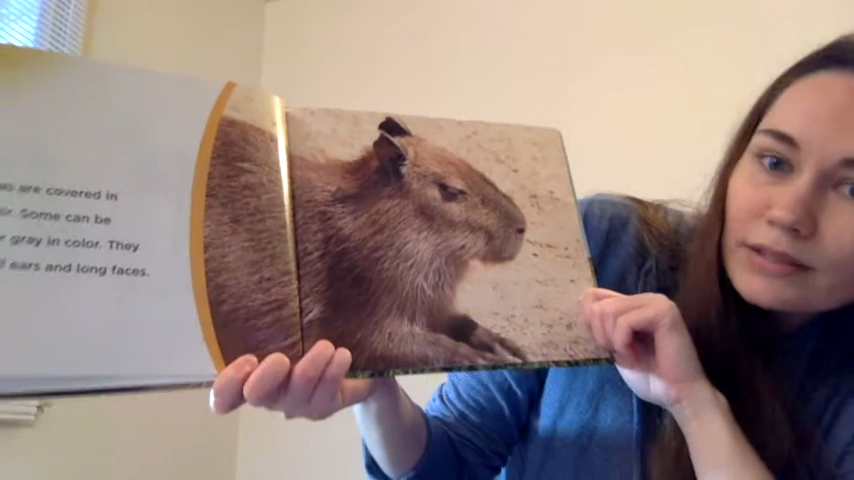 are covered in
Some can be
gray in color. They
ears and long faces.